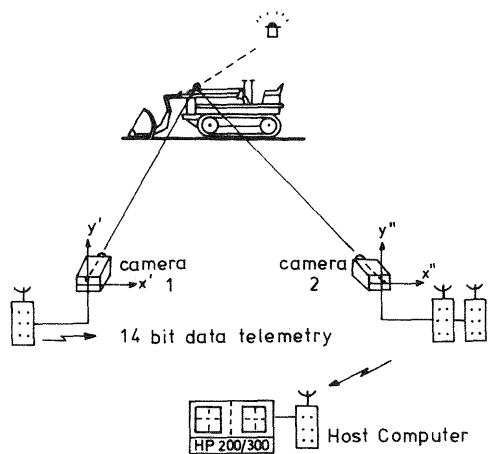 y'
x'
camera
1
camera
2
y"
x"
14 bit data telemetry
HP 200/300
Host Computer